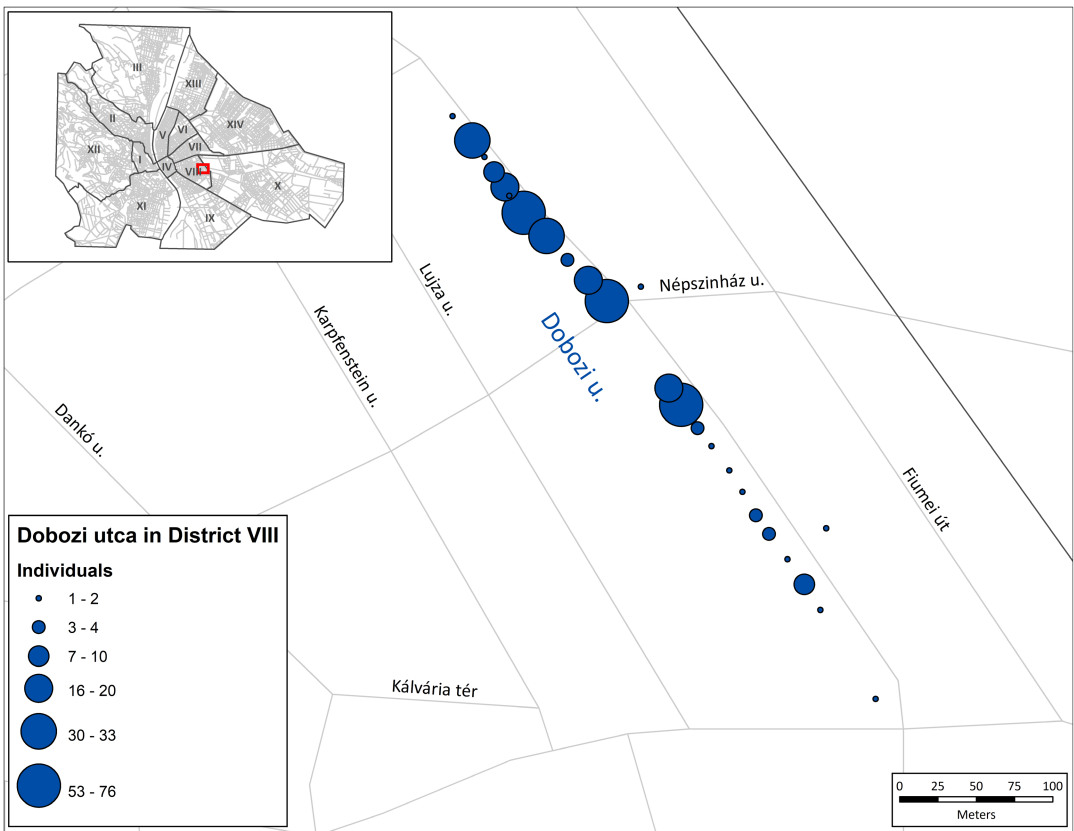 III
XIII
II
V
VI
XIV
XII
VII
I
IV
VIII
X
XI
IX
Népszinház u.
Lujza u.
Karpfenstein u.
Dobozi u.
Dankó u.
Fiumei út
Kálvária tér
Dobozi utca in District VIII
Individuals
1 - 2
3 - 4
7 - 10
16 - 20
30 - 33
53 - 76
0 25 50 75 100
Meters